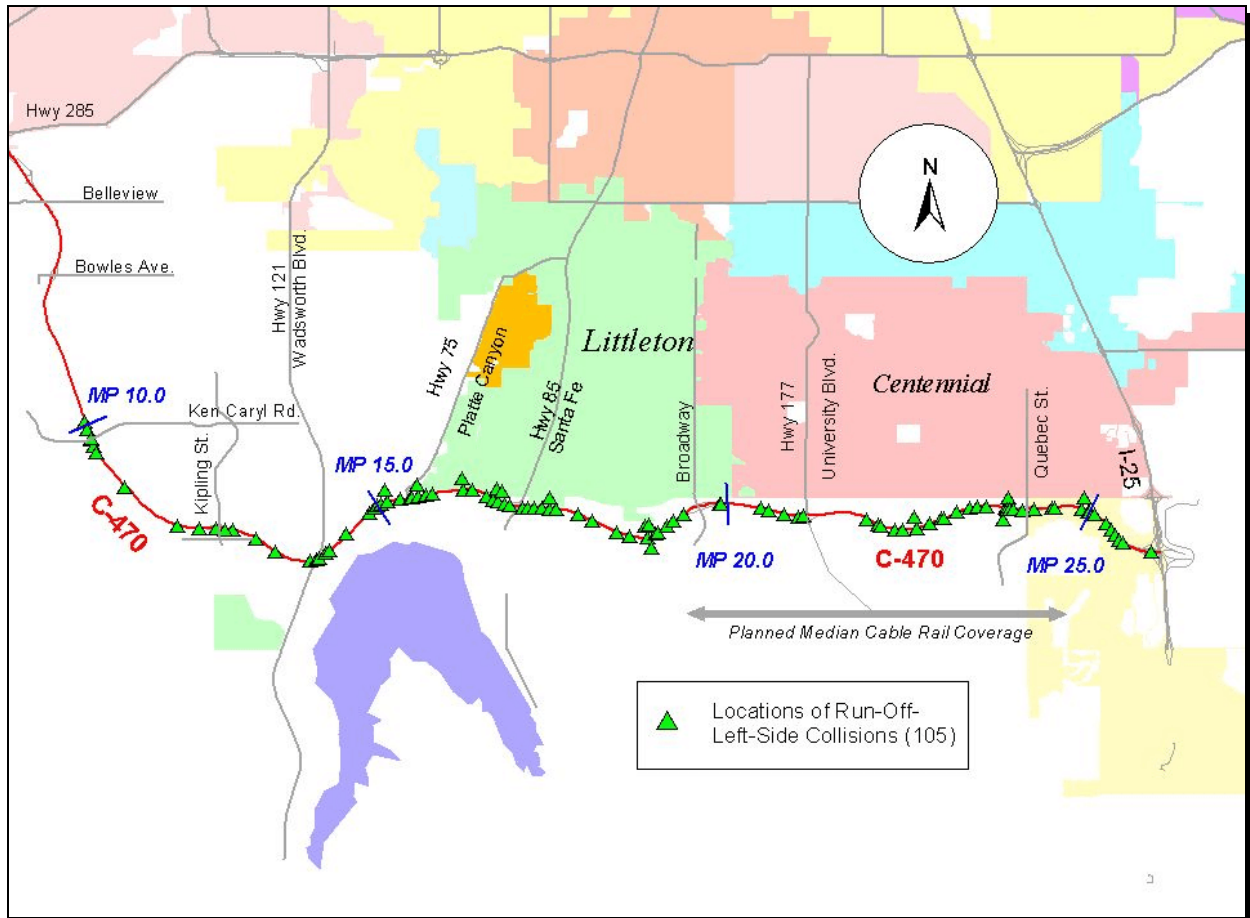 Hwy 285
N
Belleview
Bowles Ave.
Hwy 121
Wadsworth Blvd.
Hwy 75
Platte Canyon
Littleton
Hwy 85
Santa Fe
Centennial
Broadway
Hwy 177
University Blvd.
Quebec St.
I-25
MP 10.0
Ken Caryl Rd.
Kipling St.
MP 15.0
C-470
MP 20.0
C-470
MP 25.0
Planned Median Cable Rail Coverage
Locations of Run-Off-
Left-Side Collisions (105)